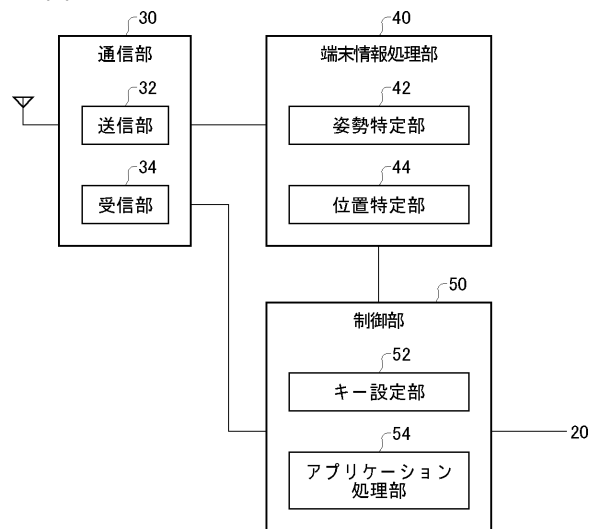 30
通信部
32
送信部
34
受信部
40
端末情報処理部
42
姿勢特定部
44
位置特定部
50
制御部
52
キー設定部
54
アプリケーション
処理部
20